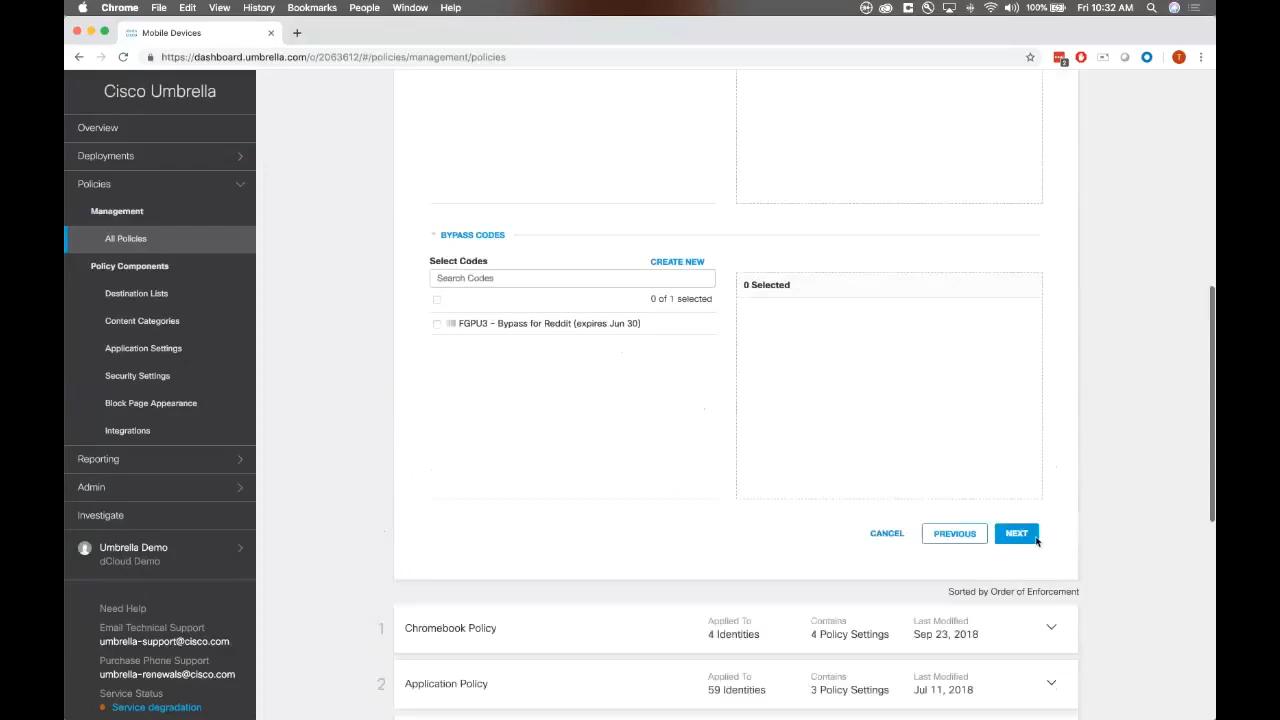 Chrome File Edit View History Bookmarks People Window Help 100% Fri 10:32 AM
Mobile Devices
https://dashboard.umbrella.com/o/2063612/#/policies/management/policies
2
T
Cisco Umbrella
Overview
Deployments
Policies
Management
All Policies
Policy Components
Destination Lists
Content Categories
Application Settings
Security Settings
Block Page Appearance
Integrations
Reporting
Admin
Investigate
Umbrella Demo
dCloud Demo
Need Help
Email Technical Support
umbrella-support@cisco.com
Purchase Phone Support
umbrella-renewals@cisco.com
Service Status
Service degradation
BYPASS CODES
Select Codes CREATE NEW
Search Codes
0 of 1 selected
FGPU3 - Bypass for Reddit (expires Jun 30)
0 Selected
CANCEL PREVIOUS NEXT
Sorted by Order of Enforcement
1 Chromebook Policy
Applied To
4 Identities
Contains
4 Policy Settings
Last Modified
Sep 23, 2018
2 Application Policy
Applied To
59 Identities
Contains
3 Policy Settings
Last Modified
Jul 11, 2018